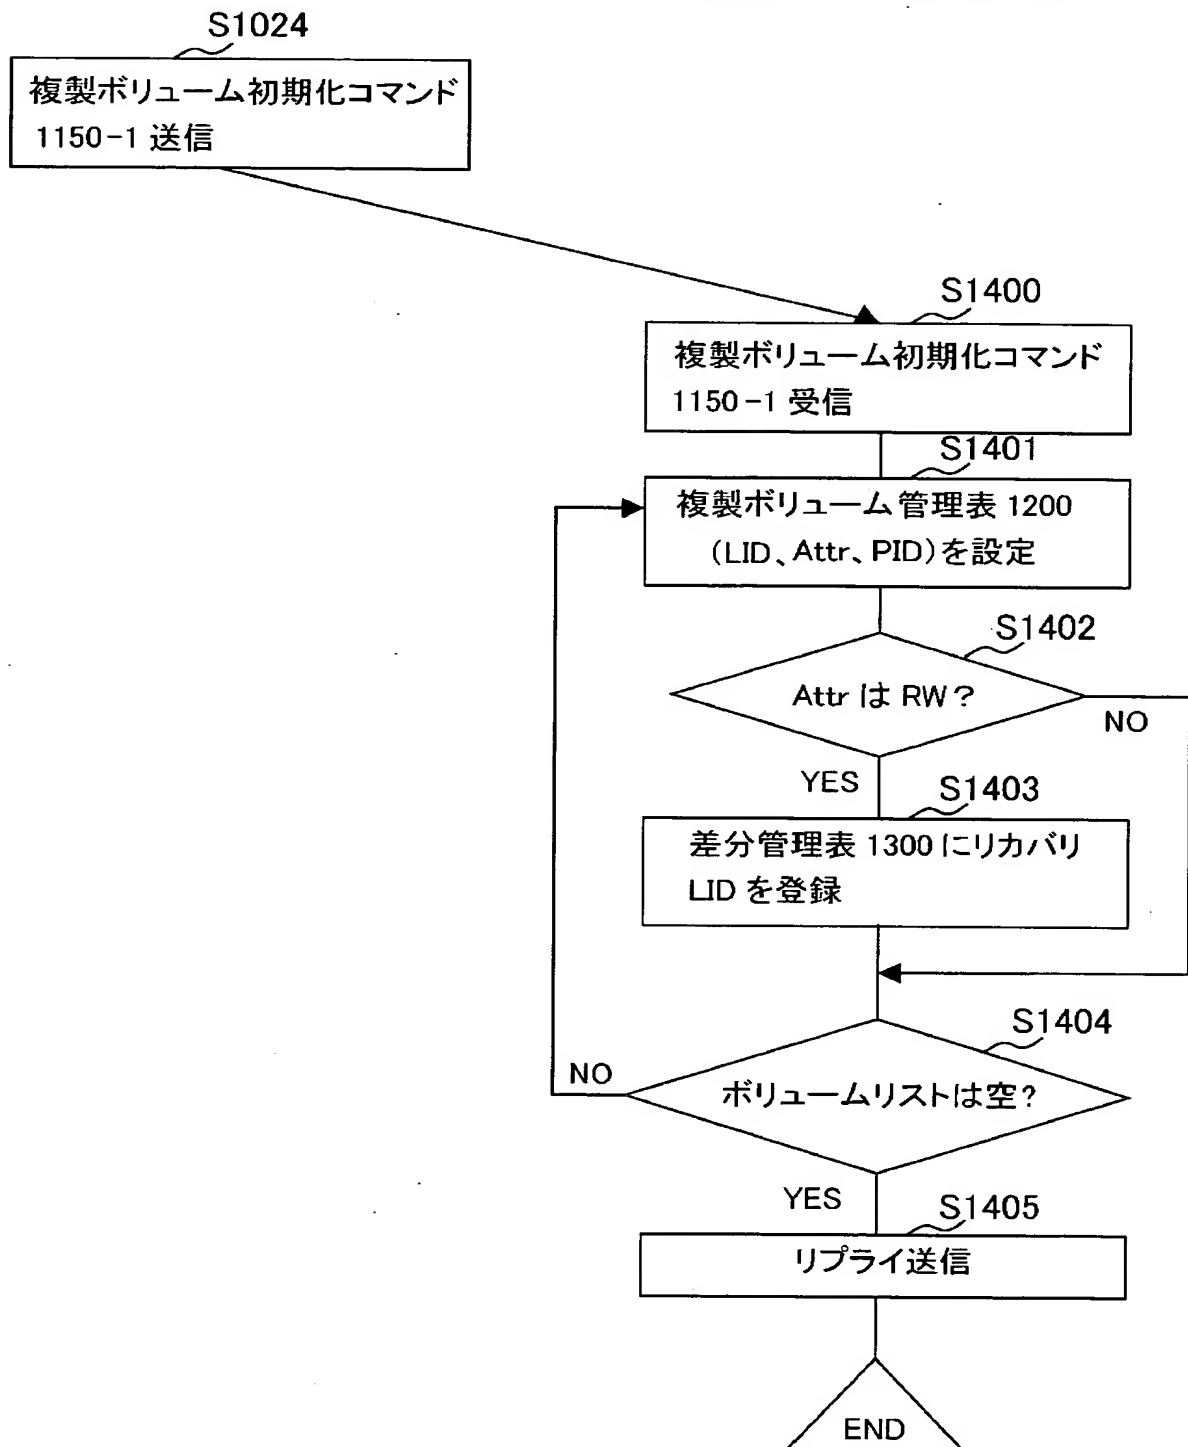 S1024
複製ボリューム初期化コマンド
1150-1 送信
S1400
複製ボリューム初期化コマンド
1150-1 受信
S1401
複製ボリューム管理表 1200
(LID、Attr、PID)を設定
S1402
Attr は RW?
NO
YES
S1403
差分管理表 1300 にリカバリ
LID を登録
S1404
NO
ボリュームリストは空?
YES
S1405
リプライ送信
END